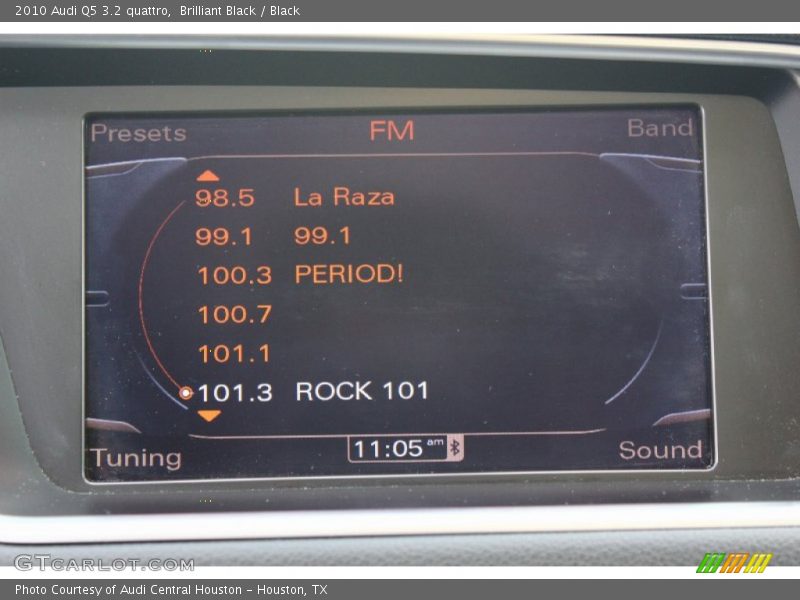 2010 Audi Q5 3.2 quattro,  Brilliant Black / Black
Presets FM Band
98.5 La Raza
99.1 99.1
100.3 PERIOD!
100.7
101.1
101.3 ROCK 101
Tuning 11:05 am Sound
GTCARLOT.COM
Photo Courtesy of Audi Central Houston – Houston, TX